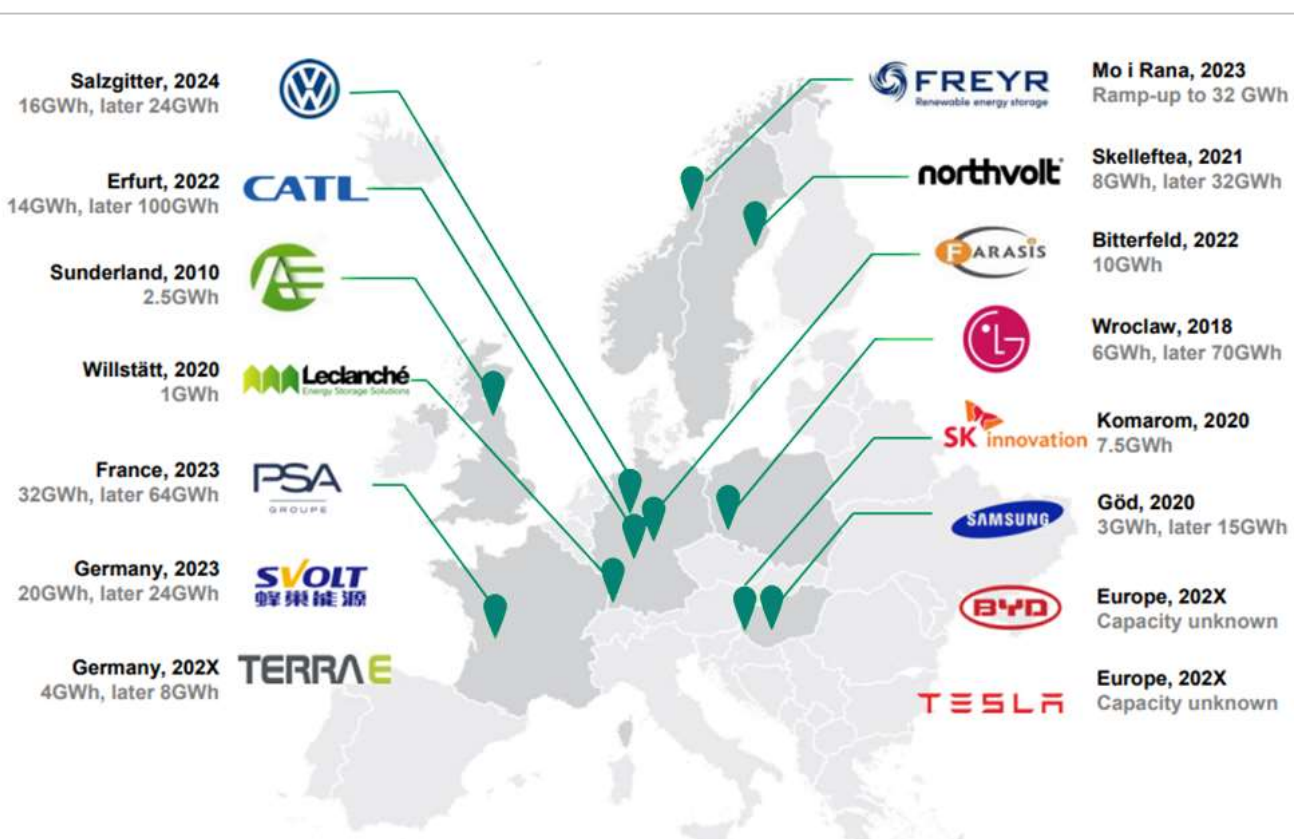 Salzgitter, 2024
16GWh, later 24GWh
Erfurt, 2022
14GWh, later 100GWh
CATL
Sunderland, 2010
2.5GWh
Willstätt, 2020
1GWh
Leclanché
Energy Storage Solutions
France, 2023
32GWh, later 64GWh
PSA
GROUPE
Germany, 2023
20GWh, later 24GWh
SVOLT
蜂巢能源
Germany, 202X
4GWh, later 8GWh
TERRA E
FREYR
Renewable energy storage
Mo i Rana, 2023
Ramp-up to 32 GWh
northvolt
Skelleftea, 2021
8GWh, later 32GWh
FARASIS
Bitterfeld, 2022
10GWh
LG
Wroclaw, 2018
6GWh, later 70GWh
SK innovation
Komarom, 2020
7.5GWh
SAMSUNG
Göd, 2020
3GWh, later 15GWh
BYD
Europe, 202X
Capacity unknown
TESLA
Europe, 202X
Capacity unknown